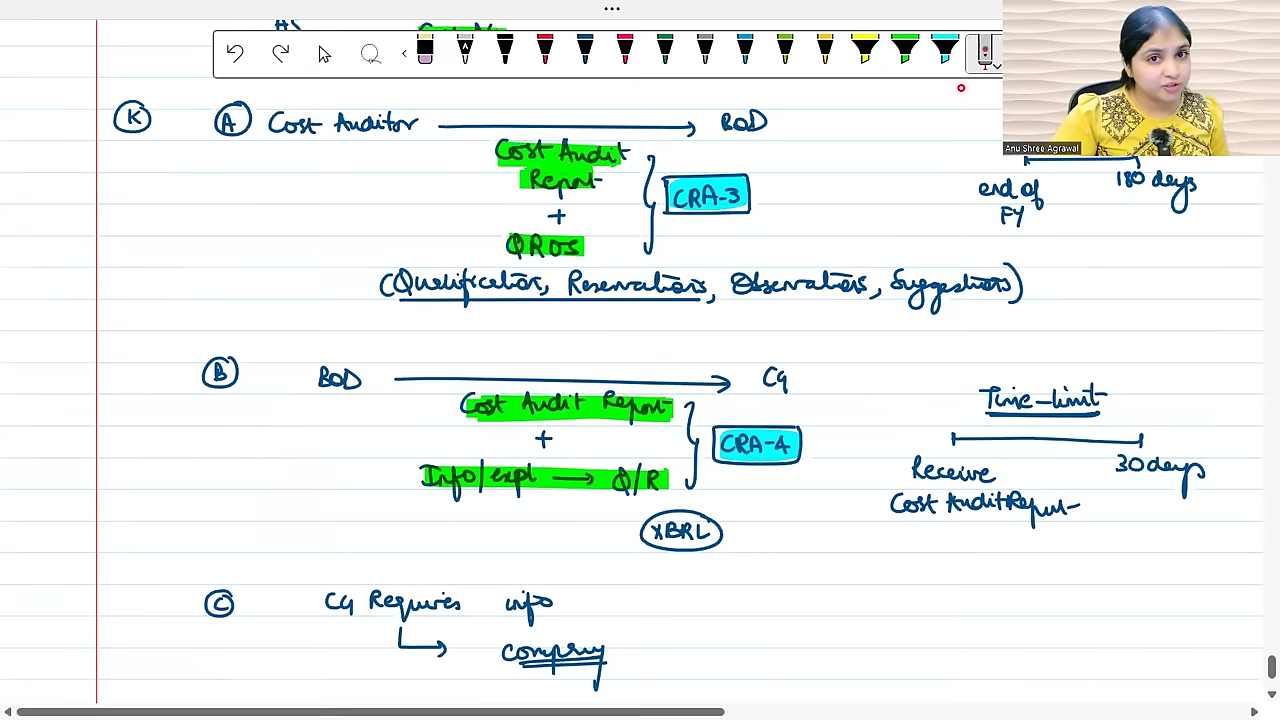 Anu Shree Agrawal
K A Cost Auditor BOD
Cost Audit
Report
+
QROS
CRA-3
end of
FY
180 days
(Qualification, Reservations, Observations, Suggestions)
B BOD CG
Cost Audit Report
+
Info/expl → Q/R
CRA-4
XBRL
Time-limit
Receive
Cost Audit Report
30 days
C CG Requires info
company